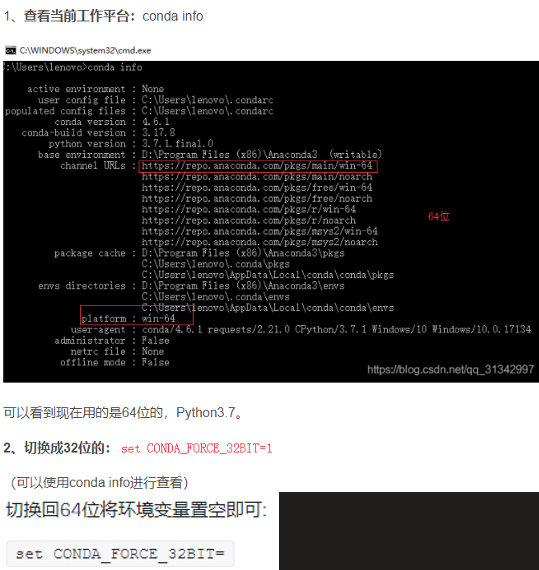 1、查看当前工作平台：conda info
C:\WINDOWS\system32\cmd.exe
C:\Users\lenovo>conda info
active environment : None
user config file : C:\Users\lenovo\.condarc
populated config files : C:\Users\lenovo\.condarc
conda version : 4.6.1
conda-build version : 3.17.8
python version : 3.7.1.final.0
base environment : D:\Program Files (x86)\Anaconda3 (writable)
channel URLs : https://repo.anaconda.com/pkgs/main/win-64
https://repo.anaconda.com/pkgs/main/noarch
https://repo.anaconda.com/pkgs/free/win-64
https://repo.anaconda.com/pkgs/free/noarch
https://repo.anaconda.com/pkgs/r/win-64
https://repo.anaconda.com/pkgs/r/noarch
https://repo.anaconda.com/pkgs/msys2/win-64
https://repo.anaconda.com/pkgs/msys2/noarch
64位
package cache : D:\Program Files (x86)\Anaconda3\pkgs
C:\Users\lenovo\.conda\pkgs
C:\Users\lenovo\AppData\Local\conda\conda\pkgs
envs directories : D:\Program Files (x86)\Anaconda3\envs
C:\Users\lenovo\.conda\envs
C:\Users\lenovo\AppData\Local\conda\conda\envs
platform : win-64
user-agent : conda/4.6.1 requests/2.21.0 CPython/3.7.1 Windows/10 Windows/10.0.17134
administrator : False
netrc file : None
offline mode : False
https://blog.csdn.net/qq_31342997
可以看到现在用的是64位的，Python3.7。
2、切换成32位的： set CONDA_FORCE_32BIT=1
（可以使用conda info进行查看）
切换回64位将环境变量置空即可:
set CONDA_FORCE_32BIT=